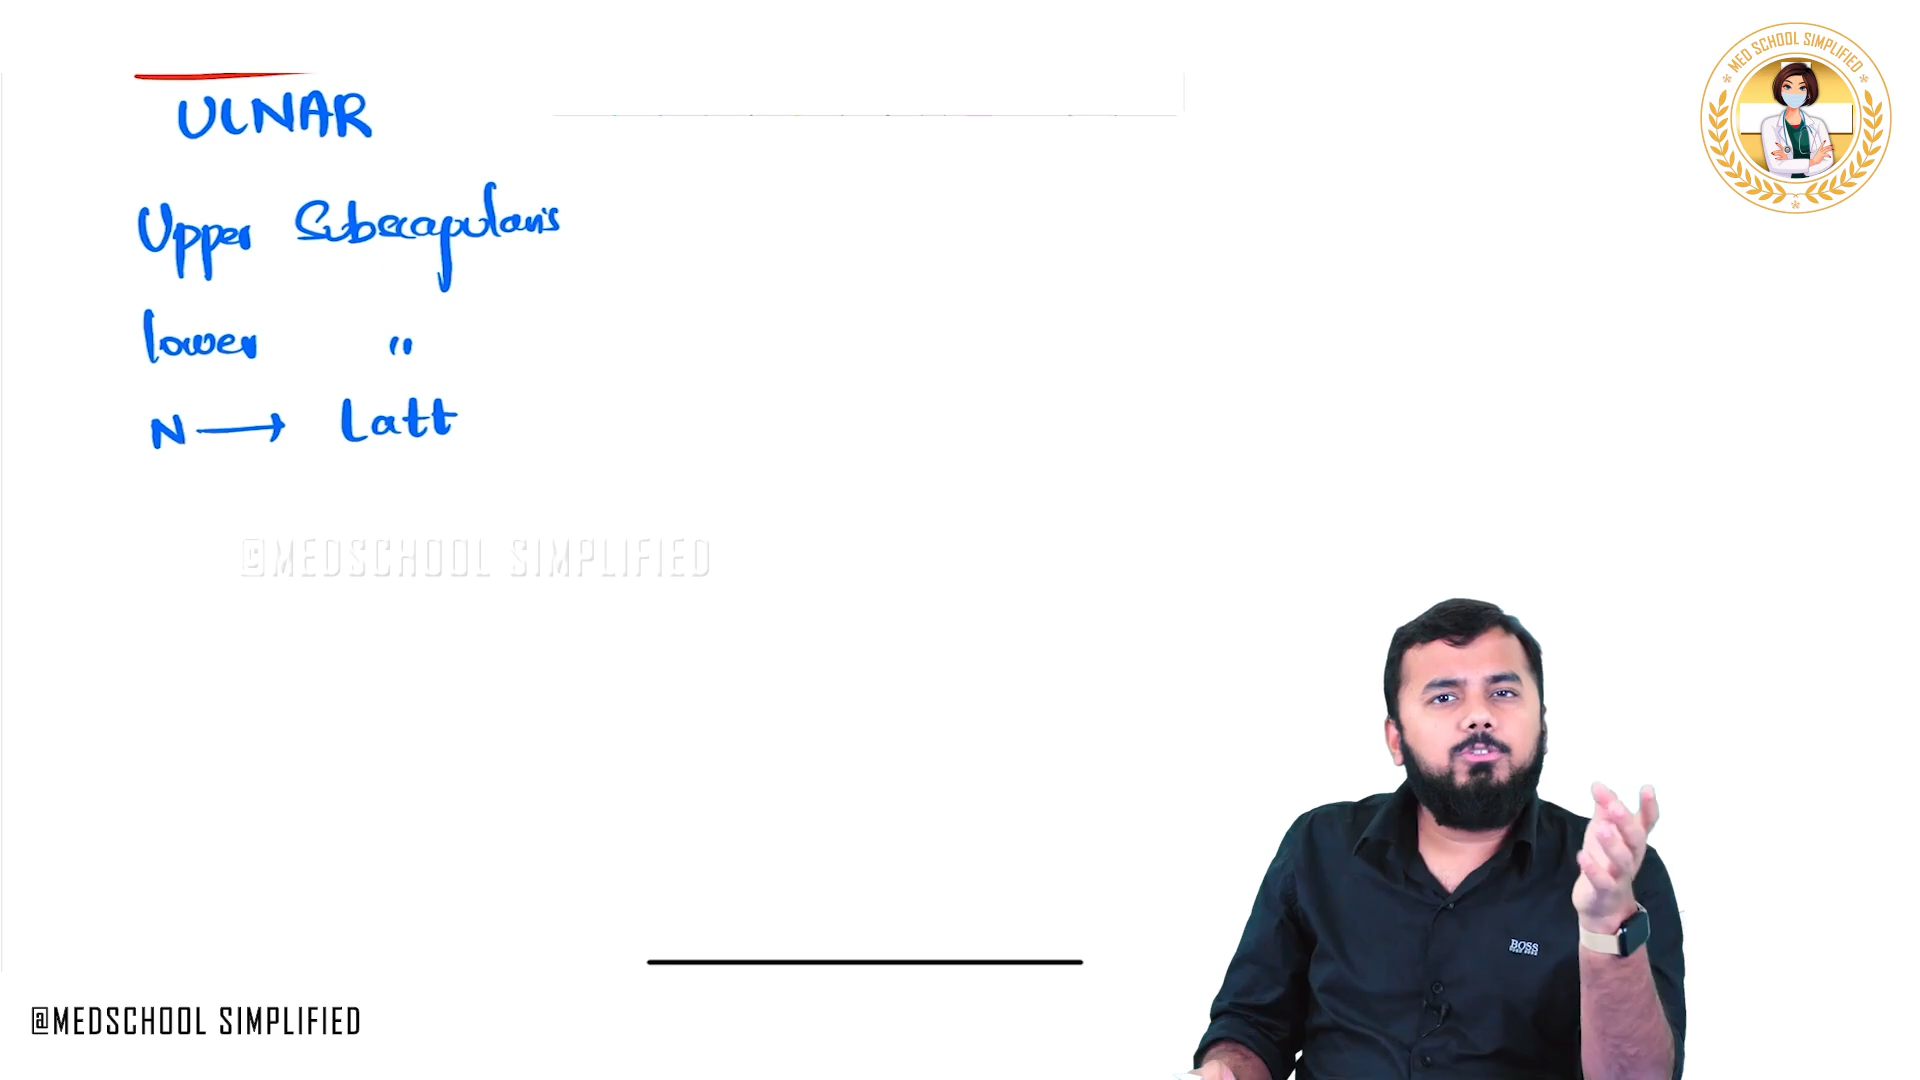 MED SCHOOL SIMPLIFIED
ULNAR
Upper Subscapularis
lower "
N → Latt
@MEDSCHOOL SIMPLIFIED
BOSS
@MEDSCHOOL SIMPLIFIED